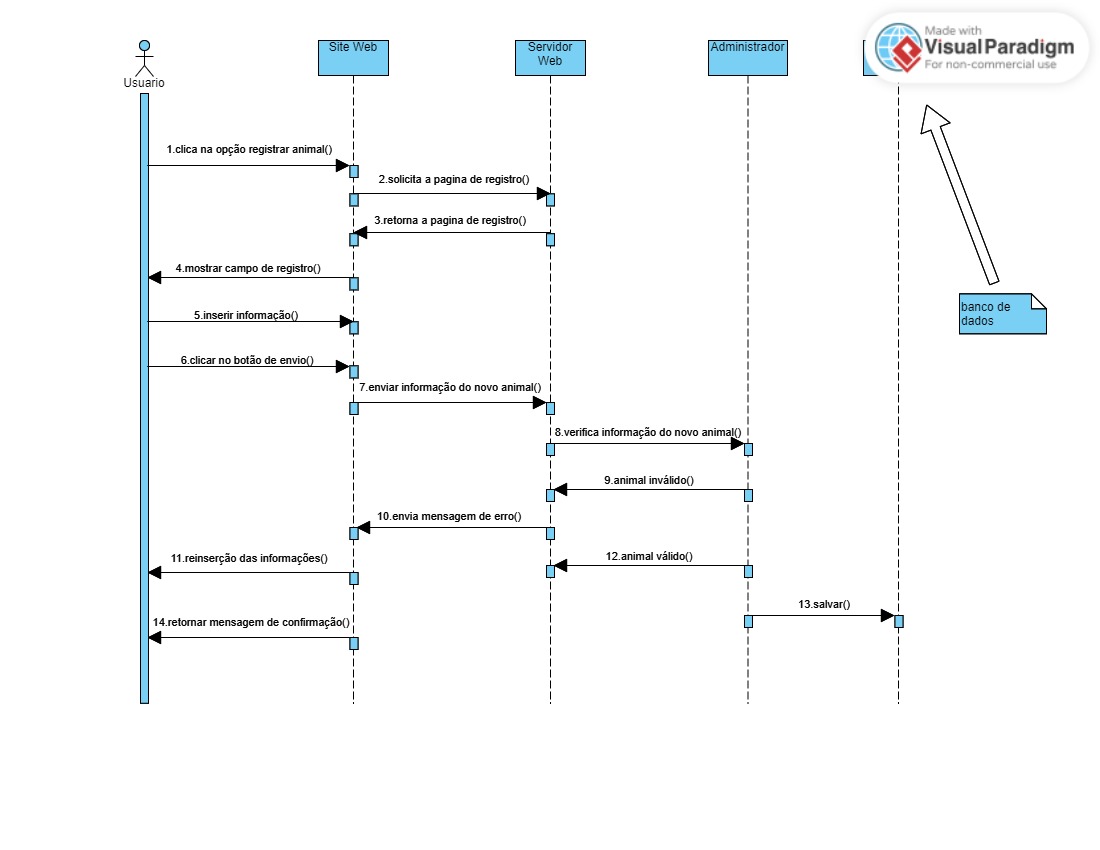 Made with
Visual Paradigm
For non-commercial use
Usuario
Site Web
Servidor
Web
Administrador
1.clica na opção registrar animal()
2.solicita a pagina de registro()
3.retorna a pagina de registro()
4.mostrar campo de registro()
banco de
dados
5.inserir informação()
6.clicar no botão de envio()
7.enviar informação do novo animal()
8.verifica informação do novo animal()
9.animal inválido()
10.envia mensagem de erro()
11.reinserção das informações()
12.animal válido()
13.salvar()
14.retornar mensagem de confirmação()